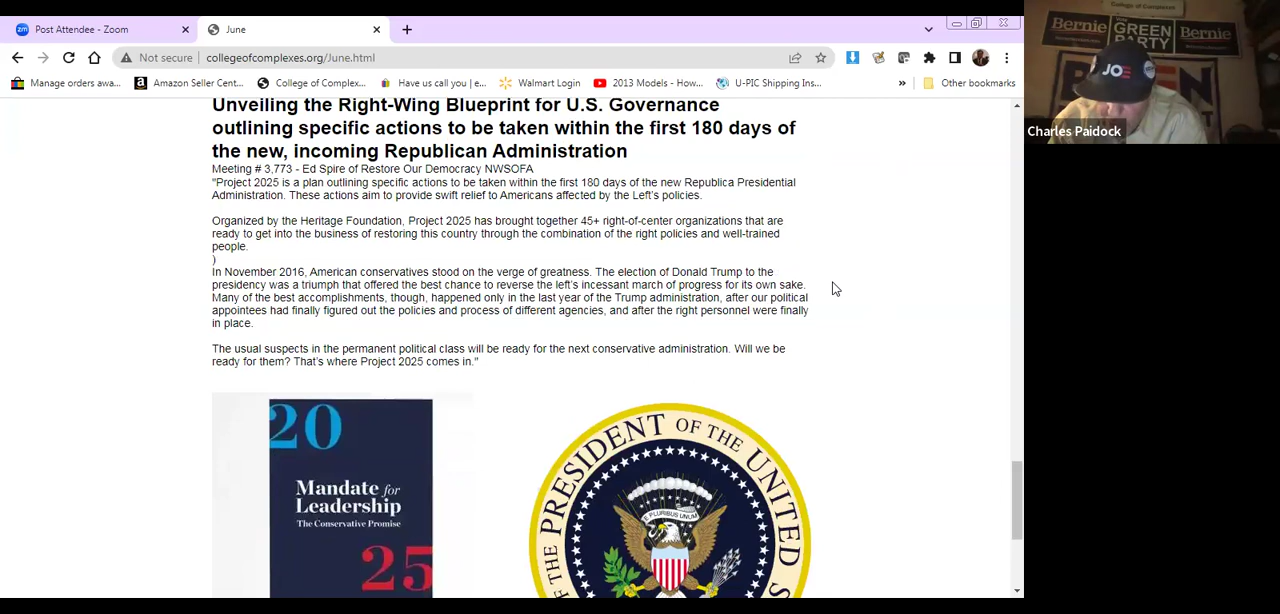 Post Attendee - Zoom
June
Not secure
collegeofcomplexes.org/June.html
Manage orders awa...
Amazon Seller Cent...
College of Complex...
Have us call you | e...
Walmart Login
2013 Models - How...
U-PIC Shipping Ins...
»
Other bookmarks
Unveiling the Right-Wing Blueprint for U.S. Governance
outlining specific actions to be taken within the first 180 days of
the new, incoming Republican Administration
Meeting # 3,773 - Ed Spire of Restore Our Democracy NWSOFA
"Project 2025 is a plan outlining specific actions to be taken within the first 180 days of the new Republica Presidential
Administration. These actions aim to provide swift relief to Americans affected by the Left's policies.
Organized by the Heritage Foundation, Project 2025 has brought together 45+ right-of-center organizations that are
ready to get into the business of restoring this country through the combination of the right policies and well-trained
people.
)
In November 2016, American conservatives stood on the verge of greatness. The election of Donald Trump to the
presidency was a triumph that offered the best chance to reverse the left's incessant march of progress for its own sake.
Many of the best accomplishments, though, happened only in the last year of the Trump administration, after our political
appointees had finally figured out the policies and process of different agencies, and after the right personnel were finally
in place.
The usual suspects in the permanent political class will be ready for the next conservative administration. Will we be
ready for them? That's where Project 2025 comes in."
20
Mandate for
Leadership
The Conservative Promise
25
OF THE PRESIDENT OF THE UNITED S
E PLURIBUS UNUM
College of Complexes
Bernie
GREEN
PARTY
Bernie
JOE
Charles Paidock